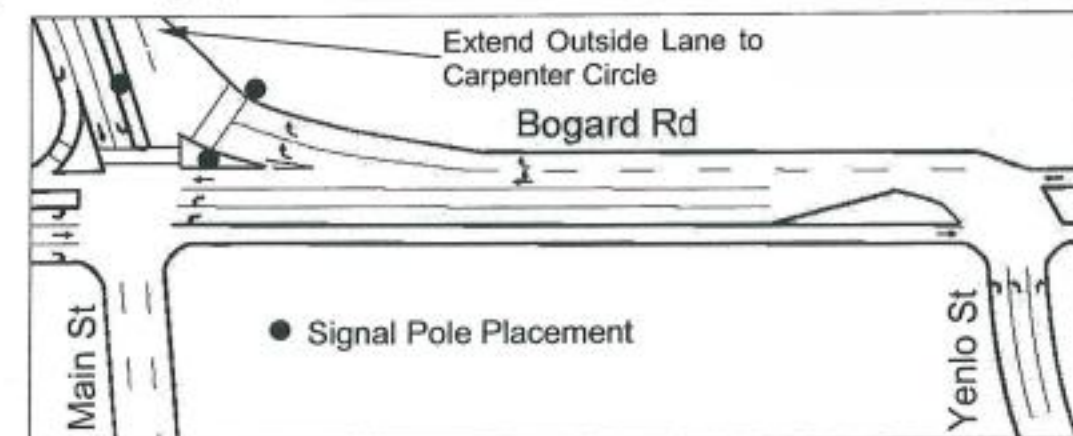 Extend Outside Lane to
Carpenter Circle
Bogard Rd
Main St
Signal Pole Placement
Yenlo St